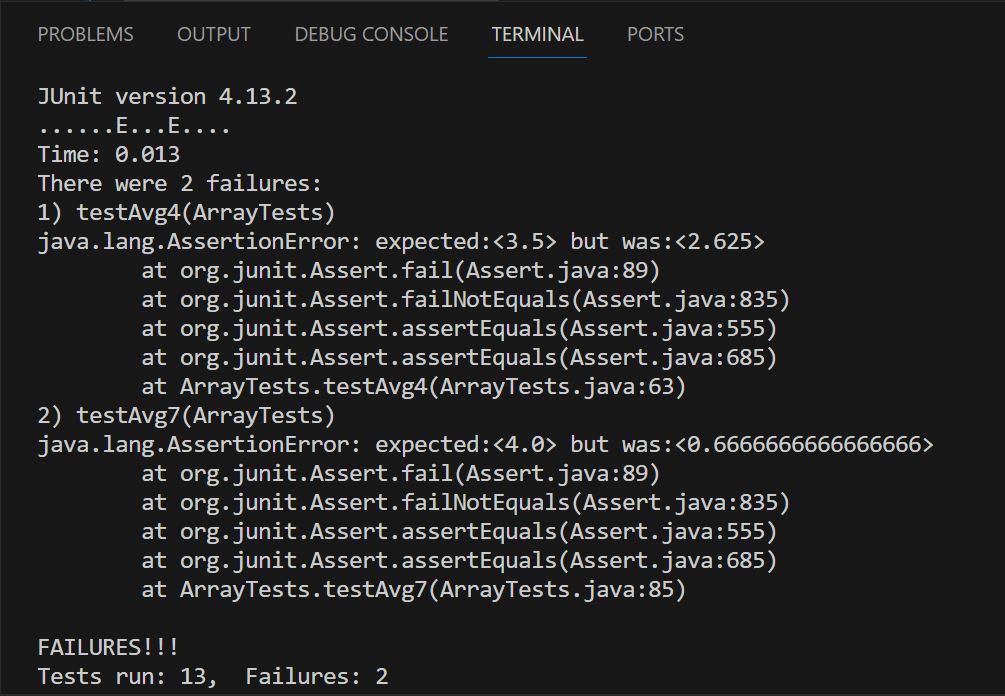 PROBLEMS OUTPUT DEBUG CONSOLE TERMINAL PORTS
JUnit version 4.13.2
......E...E....
Time: 0.013
There were 2 failures:
1) testAvg4(ArrayTests)
java.lang.AssertionError: expected:<3.5> but was:<2.625>
        at org.junit.Assert.fail(Assert.java:89)
        at org.junit.Assert.failNotEquals(Assert.java:835)
        at org.junit.Assert.assertEquals(Assert.java:555)
        at org.junit.Assert.assertEquals(Assert.java:685)
        at ArrayTests.testAvg4(ArrayTests.java:63)
2) testAvg7(ArrayTests)
java.lang.AssertionError: expected:<4.0> but was:<0.6666666666666666>
        at org.junit.Assert.fail(Assert.java:89)
        at org.junit.Assert.failNotEquals(Assert.java:835)
        at org.junit.Assert.assertEquals(Assert.java:555)
        at org.junit.Assert.assertEquals(Assert.java:685)
        at ArrayTests.testAvg7(ArrayTests.java:85)
FAILURES!!!
Tests run: 13,  Failures: 2